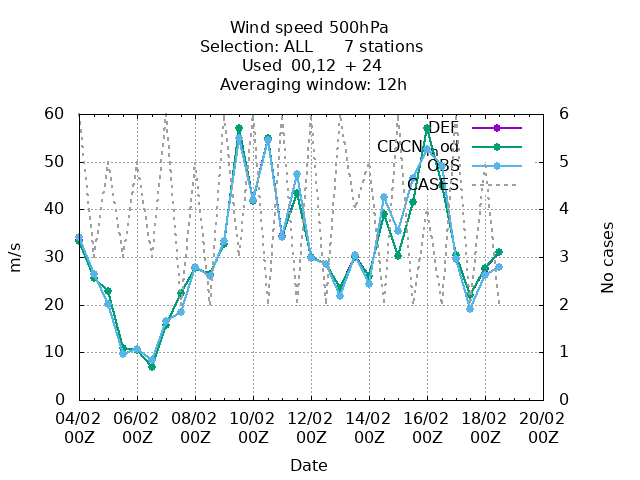 Wind speed 500hPa
Selection: ALL 7 stations
Used 00,12 + 24
Averaging window: 12h
60 6
50 5
40 4
30 3
20 2
10 1
0 0
m/s
No cases
DEF
OBS
CASES
04/02 06/02 08/02 10/02 12/02 14/02 16/02 18/02 20/02
00Z 00Z 00Z 00Z 00Z 00Z 00Z 00Z 00Z
Date